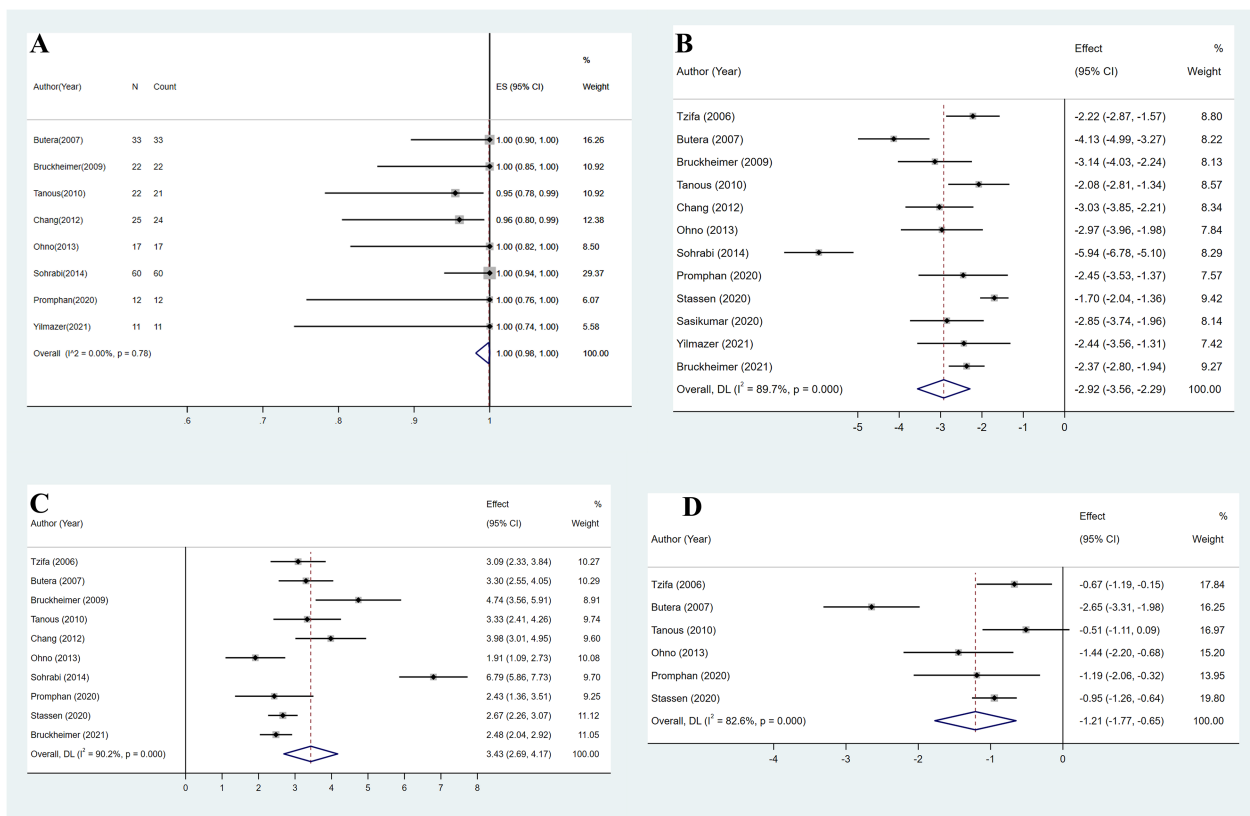 A
%
Author(Year) N Count ES (95% CI) Weight
Butera(2007) 33 33 1.00 (0.90, 1.00) 16.26
Bruckheimer(2009) 22 22 1.00 (0.85, 1.00) 10.92
Tanous(2010) 22 21 0.95 (0.78, 0.99) 10.92
Chang(2012) 25 24 0.96 (0.80, 0.99) 12.38
Ohno(2013) 17 17 1.00 (0.82, 1.00) 8.50
Sohrabi(2014) 60 60 1.00 (0.94, 1.00) 29.37
Promphan(2020) 12 12 1.00 (0.76, 1.00) 6.07
Yilmazer(2021) 11 11 1.00 (0.74, 1.00) 5.58
Overall (I^2 = 0.00%, p = 0.78) 1.00 (0.98, 1.00) 100.00
.6 .7 .8 .9 1
B
Effect %
Author (Year) (95% CI) Weight
Tzifa (2006) -2.22 (-2.87, -1.57) 8.80
Butera (2007) -4.13 (-4.99, -3.27) 8.22
Bruckheimer (2009) -3.14 (-4.03, -2.24) 8.13
Tanous (2010) -2.08 (-2.81, -1.34) 8.57
Chang (2012) -3.03 (-3.85, -2.21) 8.34
Ohno (2013) -2.97 (-3.96, -1.98) 7.84
Sohrabi (2014) -5.94 (-6.78, -5.10) 8.29
Promphan (2020) -2.45 (-3.53, -1.37) 7.57
Stassen (2020) -1.70 (-2.04, -1.36) 9.42
Sasikumar (2020) -2.85 (-3.74, -1.96) 8.14
Yilmazer (2021) -2.44 (-3.56, -1.31) 7.42
Bruckheimer (2021) -2.37 (-2.80, -1.94) 9.27
Overall, DL (I² = 89.7%, p = 0.000) -2.92 (-3.56, -2.29) 100.00
-5 -4 -3 -2 -1 0
C
Effect %
Author (Year) (95% CI) Weight
Tzifa (2006) 3.09 (2.33, 3.84) 10.27
Butera (2007) 3.30 (2.55, 4.05) 10.29
Bruckheimer (2009) 4.74 (3.56, 5.91) 8.91
Tanous (2010) 3.33 (2.41, 4.26) 9.74
Chang (2012) 3.98 (3.01, 4.95) 9.60
Ohno (2013) 1.91 (1.09, 2.73) 10.08
Sohrabi (2014) 6.79 (5.86, 7.73) 9.70
Promphan (2020) 2.43 (1.36, 3.51) 9.25
Stassen (2020) 2.67 (2.26, 3.07) 11.12
Bruckheimer (2021) 2.48 (2.04, 2.92) 11.05
Overall, DL (I² = 90.2%, p = 0.000) 3.43 (2.69, 4.17) 100.00
0 1 2 3 4 5 6 7 8
D
Effect %
Author (Year) (95% CI) Weight
Tzifa (2006) -0.67 (-1.19, -0.15) 17.84
Butera (2007) -2.65 (-3.31, -1.98) 16.25
Tanous (2010) -0.51 (-1.11, 0.09) 16.97
Ohno (2013) -1.44 (-2.20, -0.68) 15.20
Promphan (2020) -1.19 (-2.06, -0.32) 13.95
Stassen (2020) -0.95 (-1.26, -0.64) 19.80
Overall, DL (I² = 82.6%, p = 0.000) -1.21 (-1.77, -0.65) 100.00
-4 -3 -2 -1 0